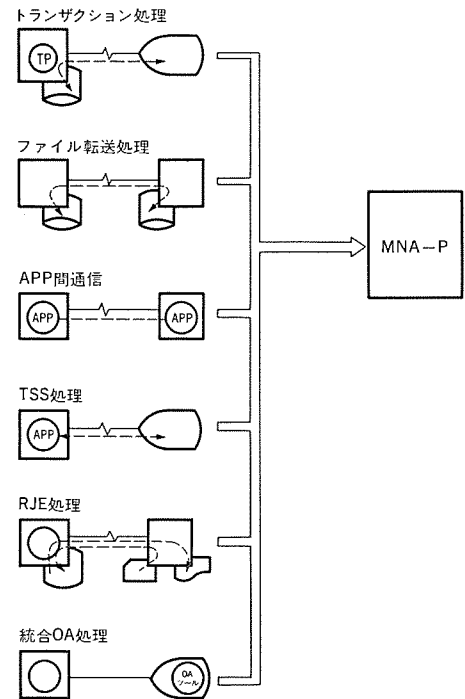 トランザクション処理
TP
ファイル転送処理
MNA-P
APP間通信
APP
APP
TSS処理
APP
RJE処理
統合OA処理
OA
ツール